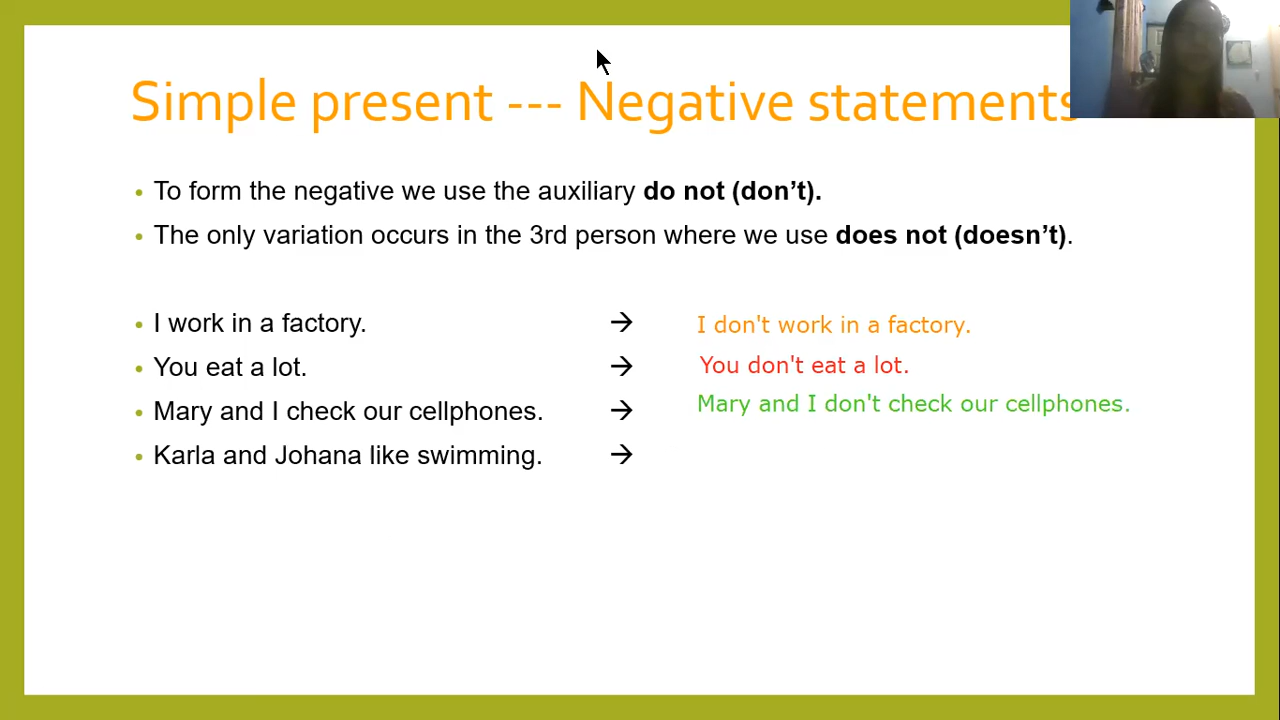 Simple present --- Negative statements
• To form the negative we use the auxiliary do not (don’t).
• The only variation occurs in the 3rd person where we use does not (doesn’t).
• I work in a factory. → I don't work in a factory.
• You eat a lot. → You don't eat a lot.
• Mary and I check our cellphones. → Mary and I don't check our cellphones.
• Karla and Johana like swimming. →